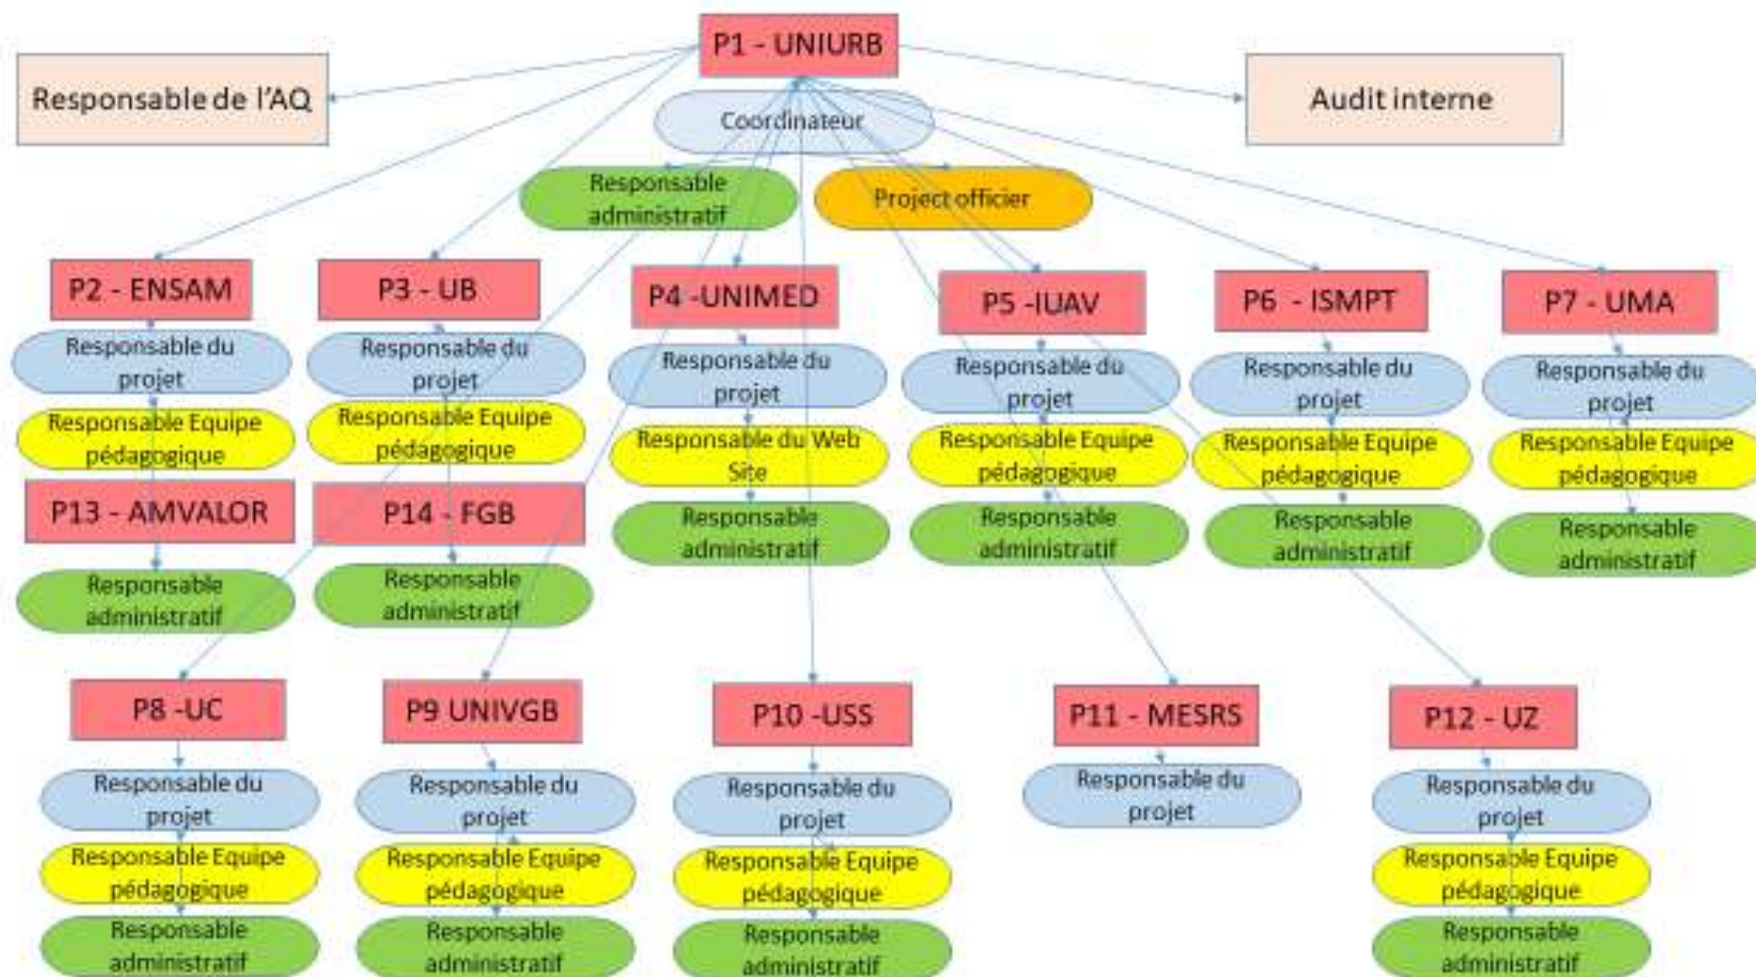 P1 - UNIURB
Responsable de l'AQ
Audit interne
Coordinateur
Responsable
administratif
Project officier
P2 - ENSAM
P3 - UB
P4 -UNIMED
P5 -IUAV
P6 - ISMPT
P7 - UMA
Responsable du
projet
Responsable du
projet
Responsable du
projet
Responsable du
projet
Responsable du
projet
Responsable du
projet
Responsable Equipe
pédagogique
Responsable Equipe
pédagogique
Responsable du Web
Site
Responsable Equipe
pédagogique
Responsable Equipe
pédagogique
Responsable Equipe
pédagogique
P13 - AMVALOR
P14 - FGB
Responsable
administratif
Responsable
administratif
Responsable
administratif
Responsable
administratif
Responsable
administratif
Responsable
administratif
P8 -UC
P9 UNIVGB
P10 -USS
P11 - MESRS
P12 - UZ
Responsable du
projet
Responsable du
projet
Responsable du
projet
Responsable du
projet
Responsable du
projet
Responsable Equipe
pédagogique
Responsable Equipe
pédagogique
Responsable Equipe
pédagogique
Responsable Equipe
pédagogique
Responsable
administratif
Responsable
administratif
Responsable
administratif
Responsable
administratif